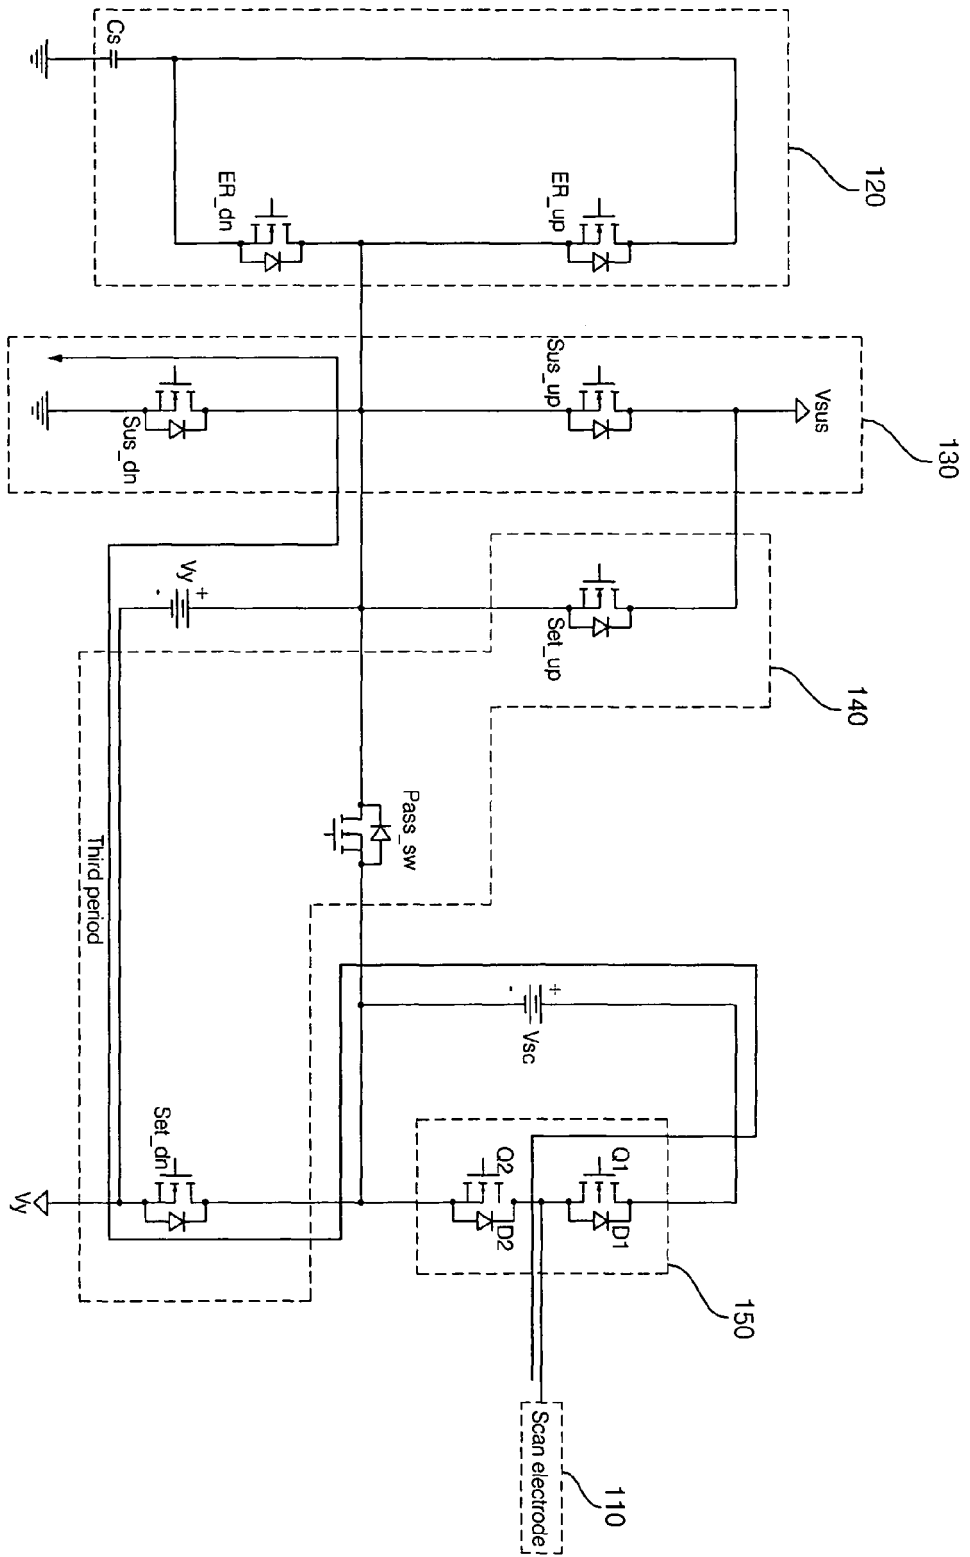 120
Cs
ER_dn
ER_up
130
Vsus
Sus_up
Sus_dn
140
Set_up
Vy
+
-
Third period
Pass_sw
Vsc
+
-
150
Q1
D1
Q2
D2
Set_dn
Vy
Scan electrode
110